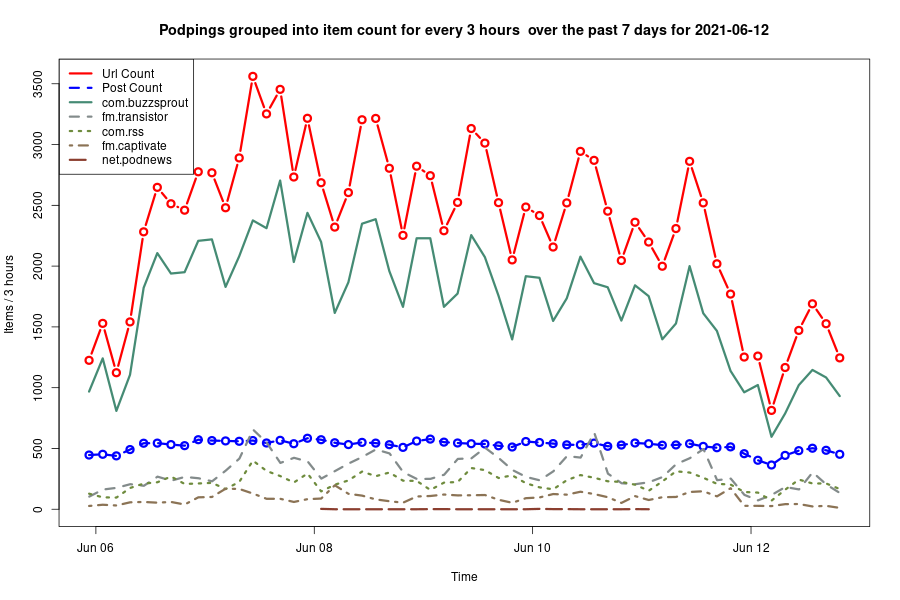 Podpings grouped into item count for every 3 hours  over the past 7 days for 2021-06-12
Url Count
Post Count
com.buzzsprout
fm.transistor
com.rss
fm.captivate
net.podnews
3500
3000
2500
2000
1500
1000
500
0
Items / 3 hours
Jun 06
Jun 08
Jun 10
Jun 12
Time